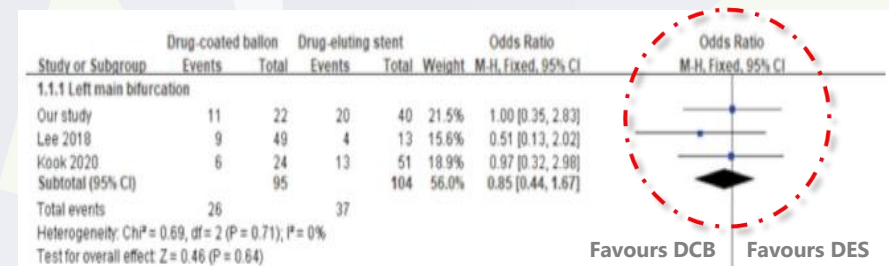 Drug-coated ballon Drug-eluting stent Odds Ratio Odds Ratio
Study or Subgroup Events Total Events Total Weight M-H, Fixed, 95% CI M-H, Fixed, 95% CI
1.1.1 Left main bifurcation
Our study 11 22 20 40 21.5% 1.00 [0.35, 2.83]
Lee 2018 9 49 4 13 15.6% 0.51 [0.13, 2.02]
Kook 2020 6 24 13 51 18.9% 0.97 [0.32, 2.98]
Subtotal (95% CI) 95 104 56.0% 0.85 [0.44, 1.67]
Total events 26 37
Heterogeneity: Chi² = 0.69, df = 2 (P = 0.71); I² = 0%
Test for overall effect: Z = 0.46 (P = 0.64)
Favours DCB Favours DES